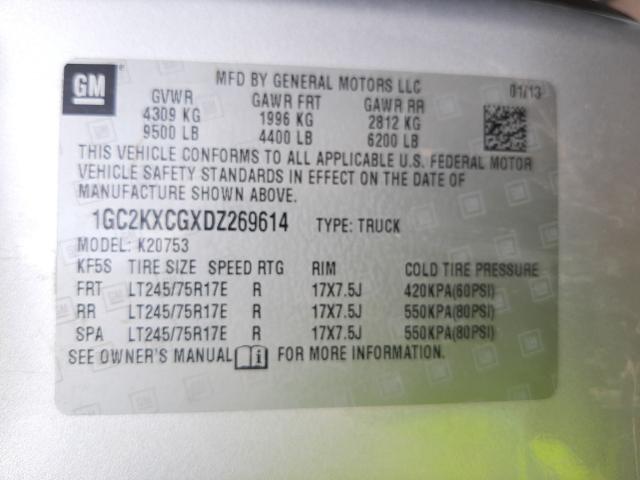 GM
MFD BY GENERAL MOTORS LLC 01/13
GVWR GAWR FRT GAWR RR
4309 KG 1996 KG 2812 KG
9500 LB 4400 LB 6200 LB
THIS VEHICLE CONFORMS TO ALL APPLICABLE U.S. FEDERAL MOTOR
VEHICLE SAFETY STANDARDS IN EFFECT ON THE DATE OF
MANUFACTURE SHOWN ABOVE.
1GC2KXCGXDZ269614 TYPE: TRUCK
MODEL: K20753
KF5S TIRE SIZE SPEED RTG RIM COLD TIRE PRESSURE
FRT LT245/75R17E R 17X7.5J 420KPA(60PSI)
RR LT245/75R17E R 17X7.5J 550KPA(80PSI)
SPA LT245/75R17E R 17X7.5J 550KPA(80PSI)
SEE OWNER'S MANUAL i FOR MORE INFORMATION.